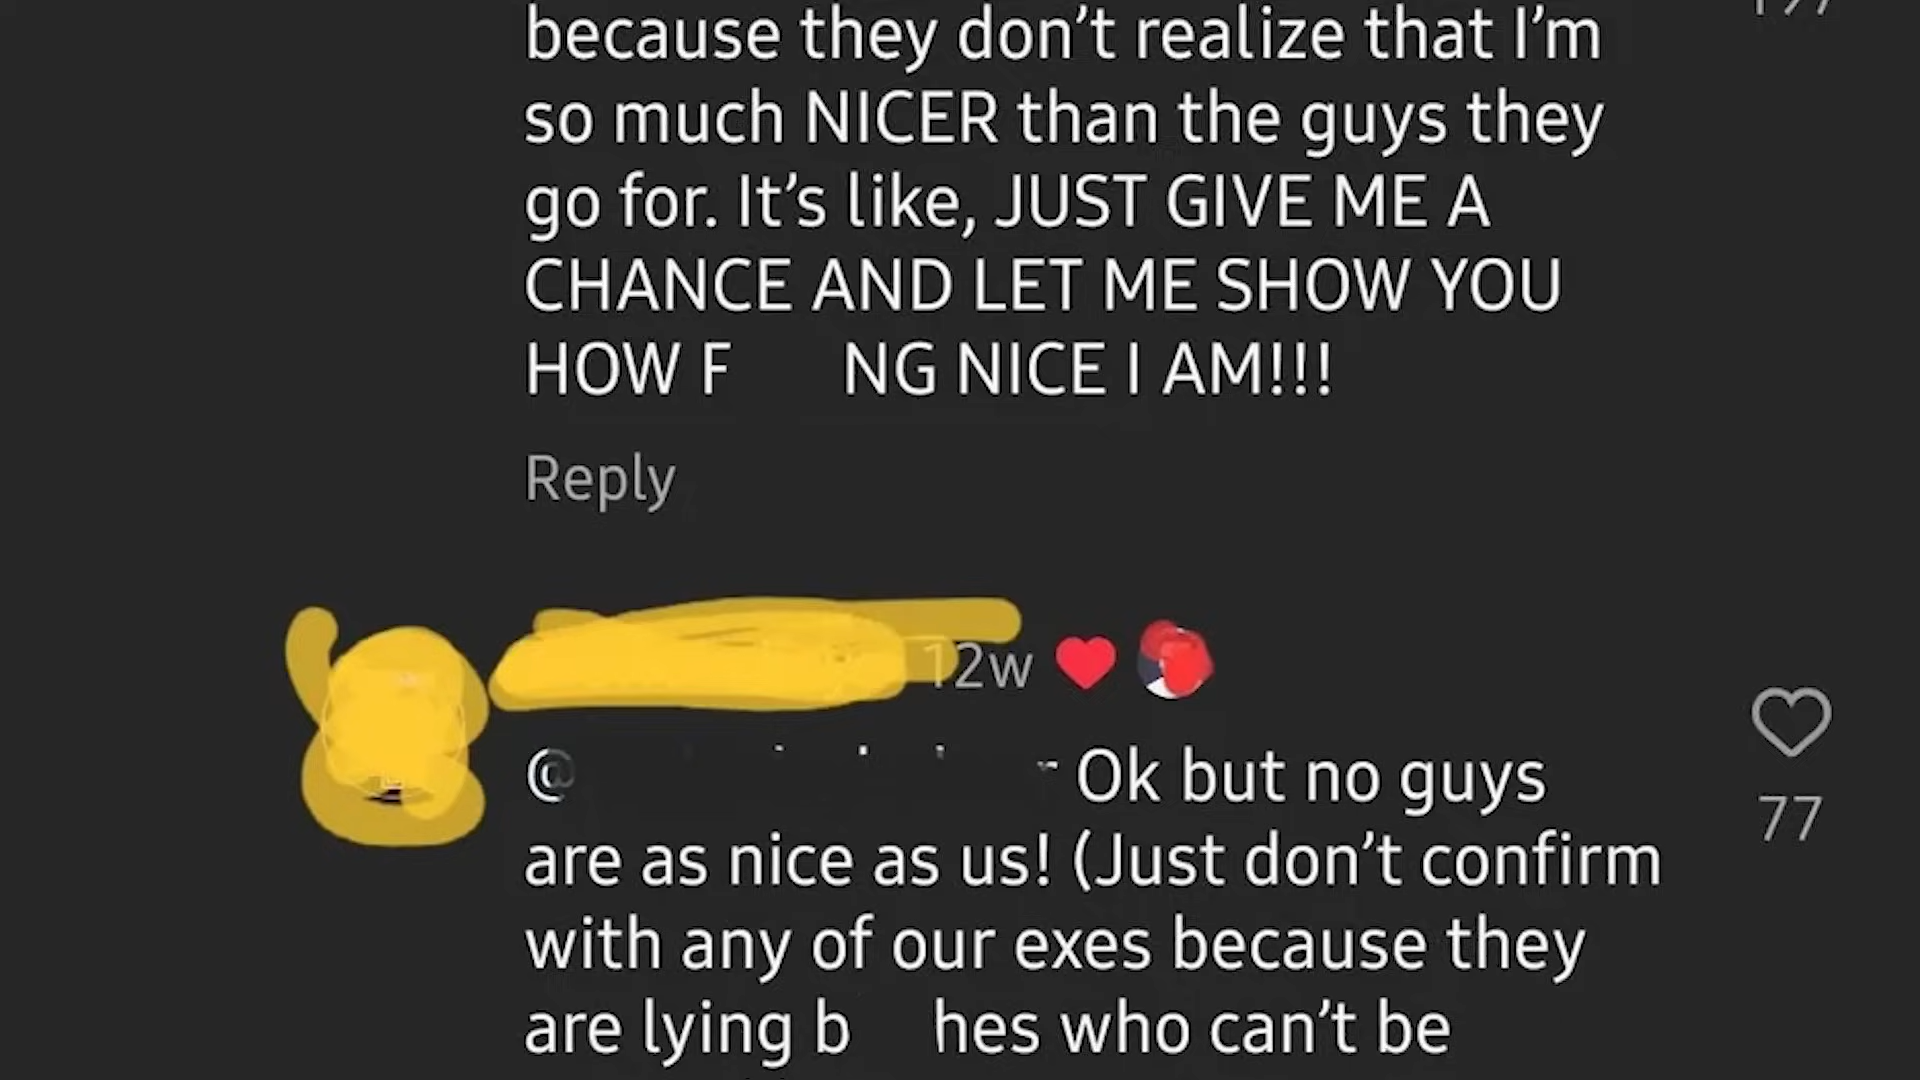 because they don't realize that I'm
so much NICER than the guys they
go for. It's like, JUST GIVE ME A
CHANCE AND LET ME SHOW YOU
HOW F NG NICE I AM!!!
Reply
12w
@ Ok but no guys
77
are as nice as us! (Just don't confirm
with any of our exes because they
are lying b hes who can't be